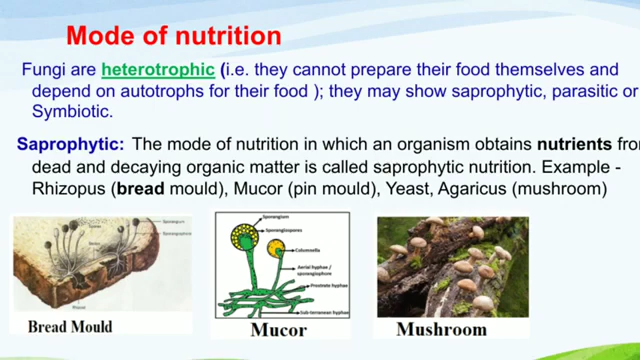 Mode of nutrition
Fungi are heterotrophic (i.e. they cannot prepare their food themselves and
depend on autotrophs for their food ); they may show saprophytic, parasitic or
Symbiotic.
Saprophytic: The mode of nutrition in which an organism obtains nutrients fro
dead and decaying organic matter is called saprophytic nutrition. Example -
Rhizopus (bread mould), Mucor (pin mould), Yeast, Agaricus (mushroom)
Sporangium
Sporangiospores
Columella
Aerial hyphae /
sporangiophore
Prostrate hyphae
Sub-terranean hyphae
Bread Mould
Mucor
Mushroom